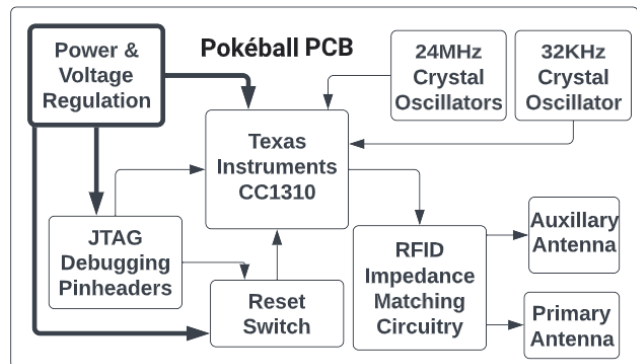 Power &
Voltage
Regulation
Pokéball PCB
24MHz
Crystal
Oscillators
32KHz
Crystal
Oscillator
Texas
Instruments
CC1310
JTAG
Debugging
Pinheaders
Reset
Switch
RFID
Impedance
Matching
Circuitry
Auxillary
Antenna
Primary
Antenna